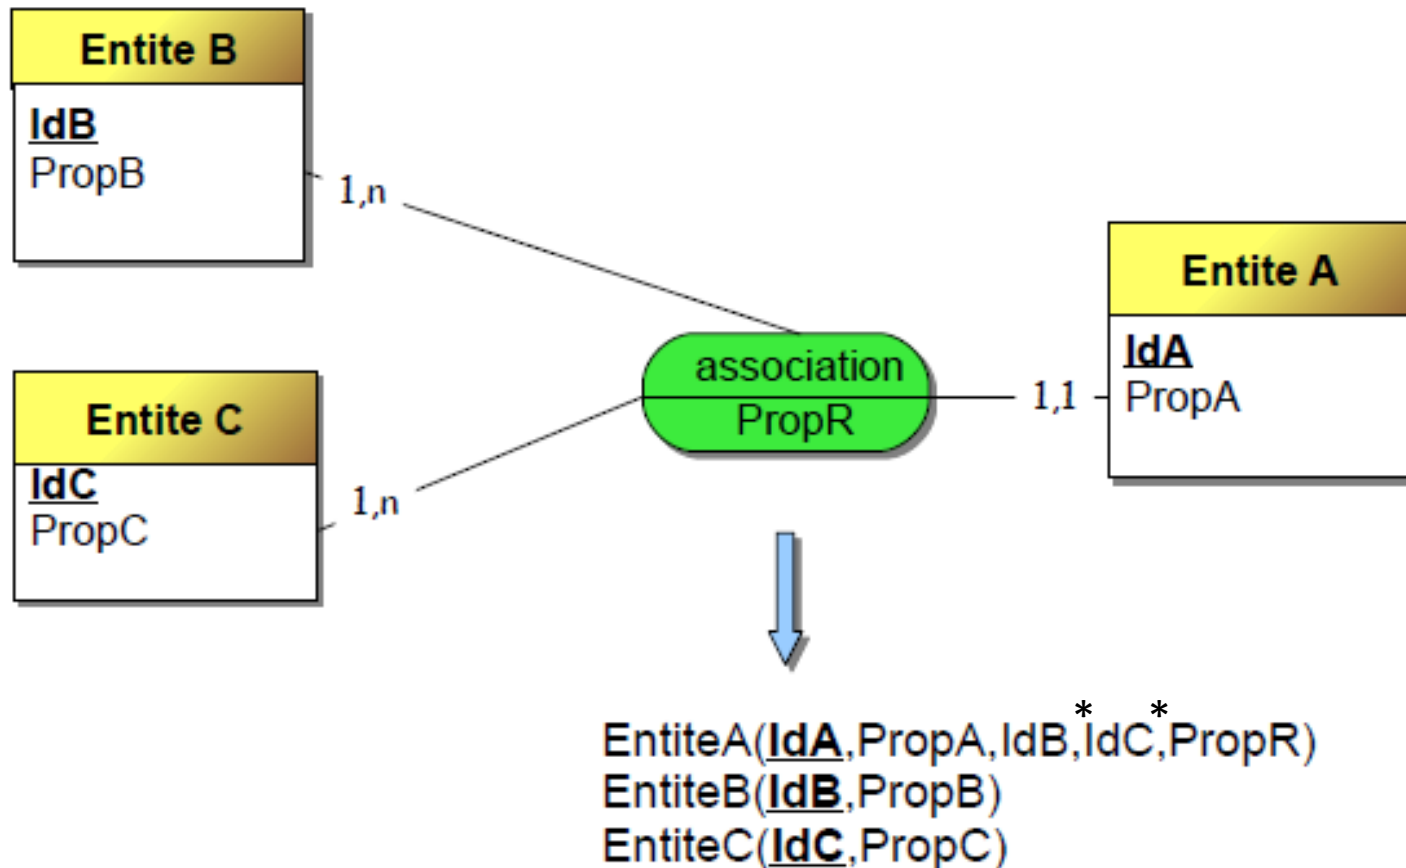 Entite B
IdB
PropB
1,n
Entite A
IdA
PropA
association
PropR
1,1
Entite C
IdC
PropC
1,n
* *
EntiteA(IdA,PropA,IdB,IdC,PropR)
EntiteB(IdB,PropB)
EntiteC(IdC,PropC)